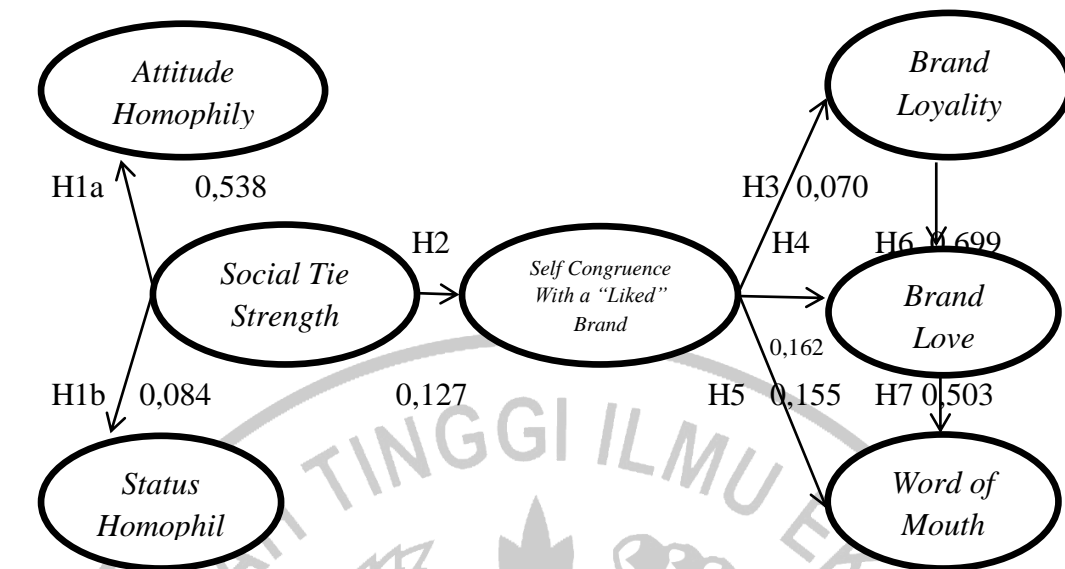 Attitude
Homophily
Brand
Loyality
H1a 0,538
H3 0,070
H2
H4
H6 0,699
Social Tie
Strength
Self Congruence
With a “Liked”
Brand
Brand
Love
0,162
H1b 0,084
0,127
H5 0,155
H7 0,503
Status
Homophil
Word of
Mouth
TINGGI ILMU